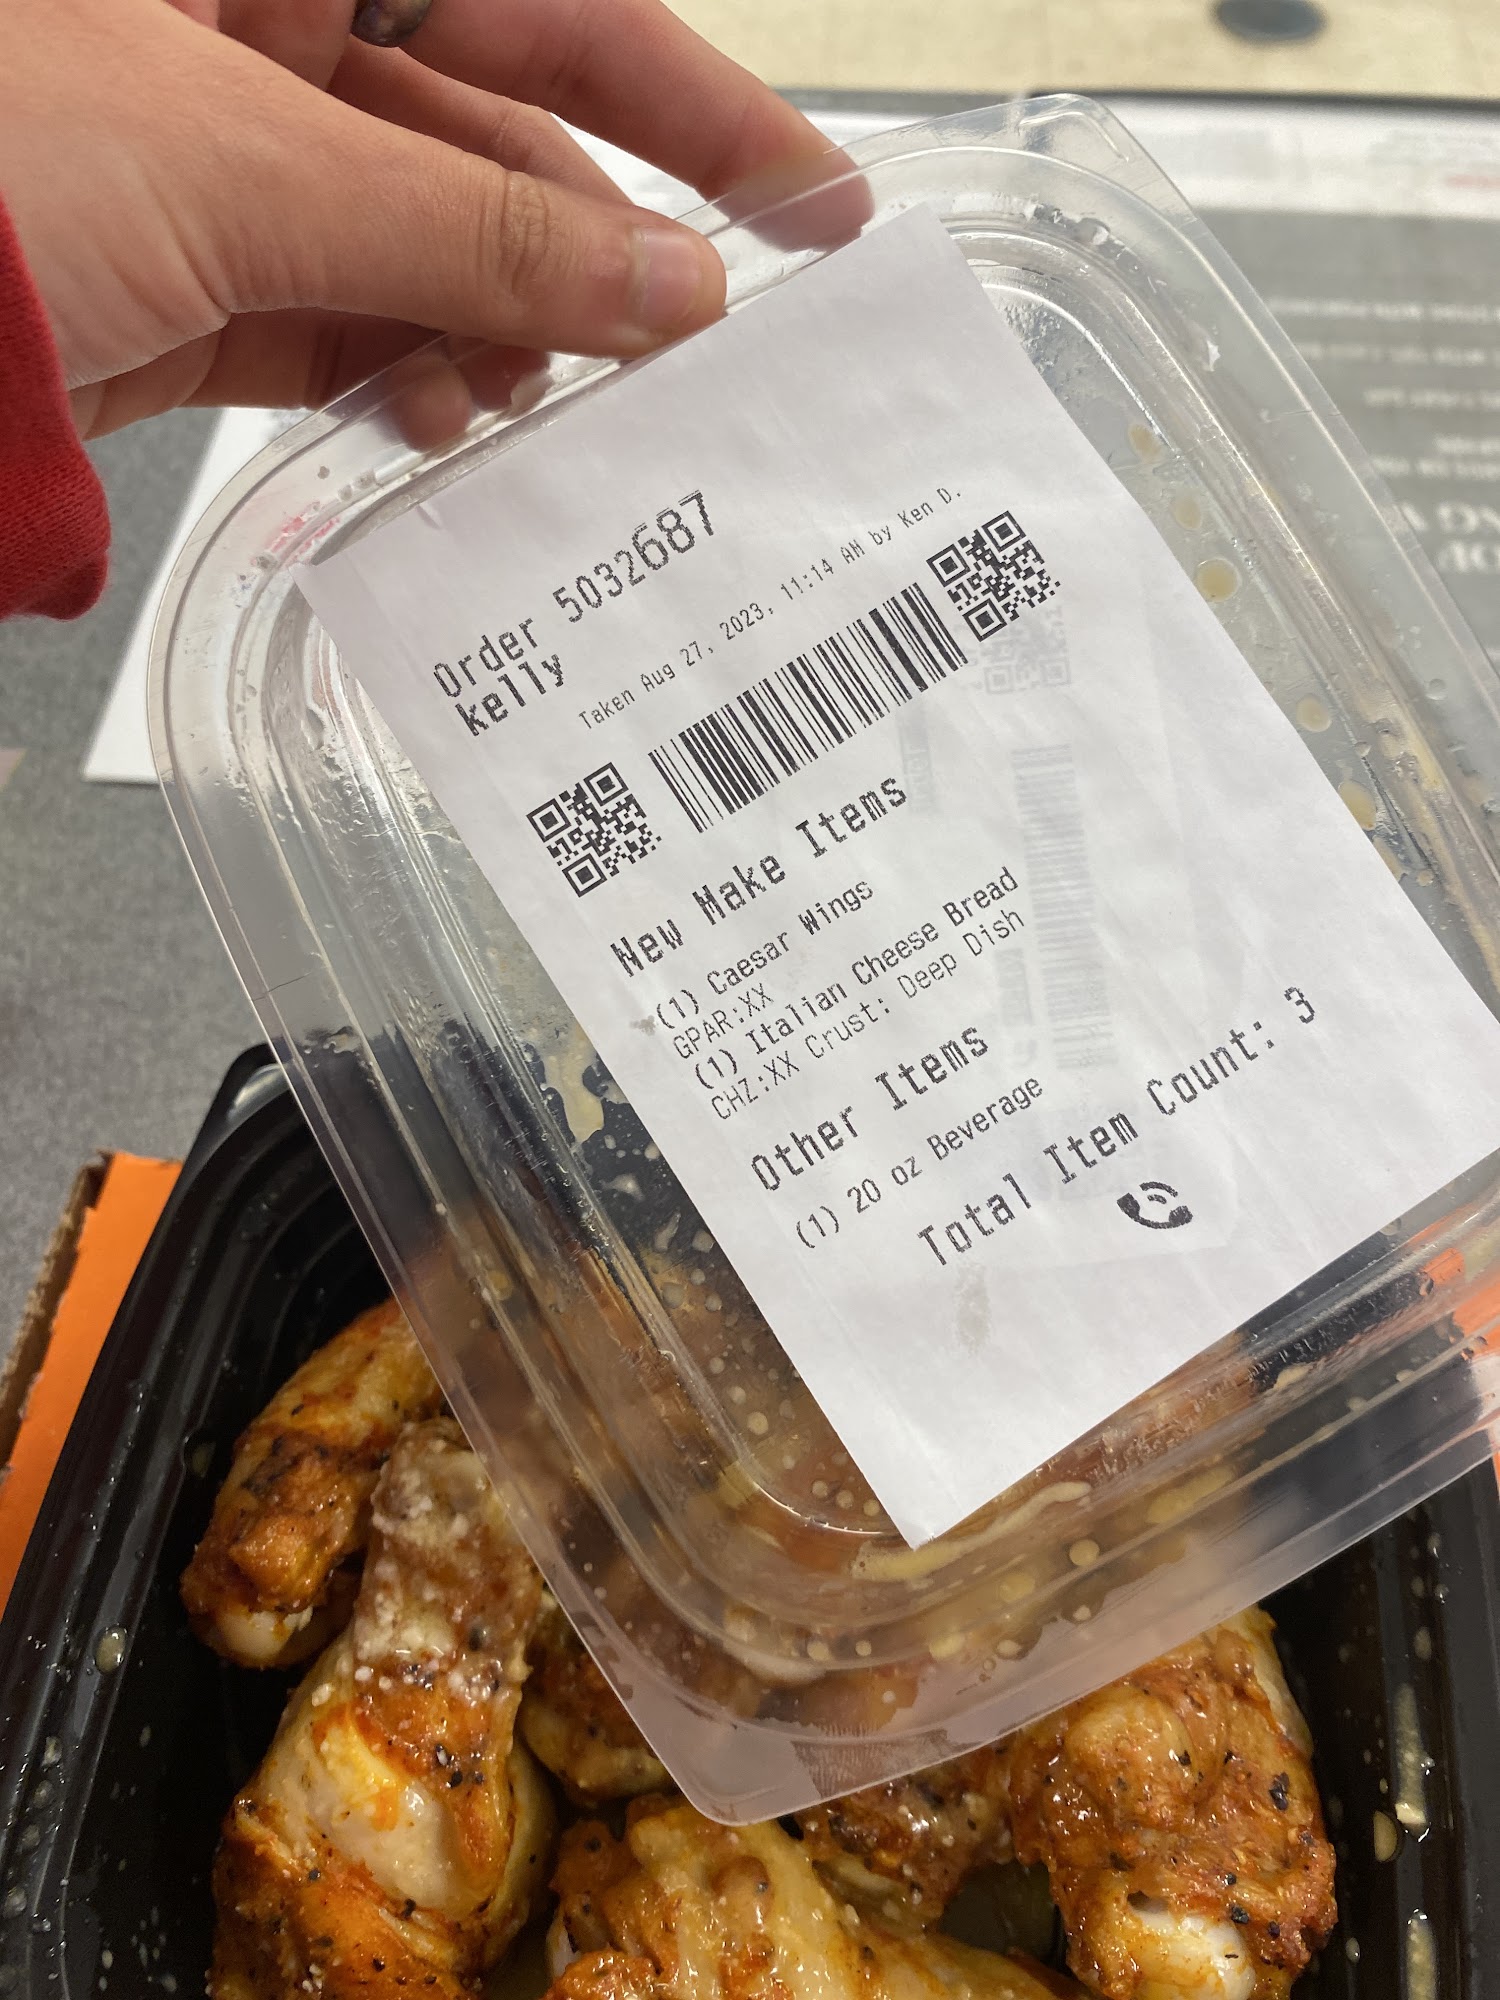 Order 5032687
kelly
Taken Aug 27, 2023, 11:14 AM by Ken D.
New Make Items
(1) Caesar Wings
GPAR:XX
(1) Italian Cheese Bread
CHZ:XX Crust: Deep Dish
Other Items
(1) 20 oz Beverage
Total Item Count: 3